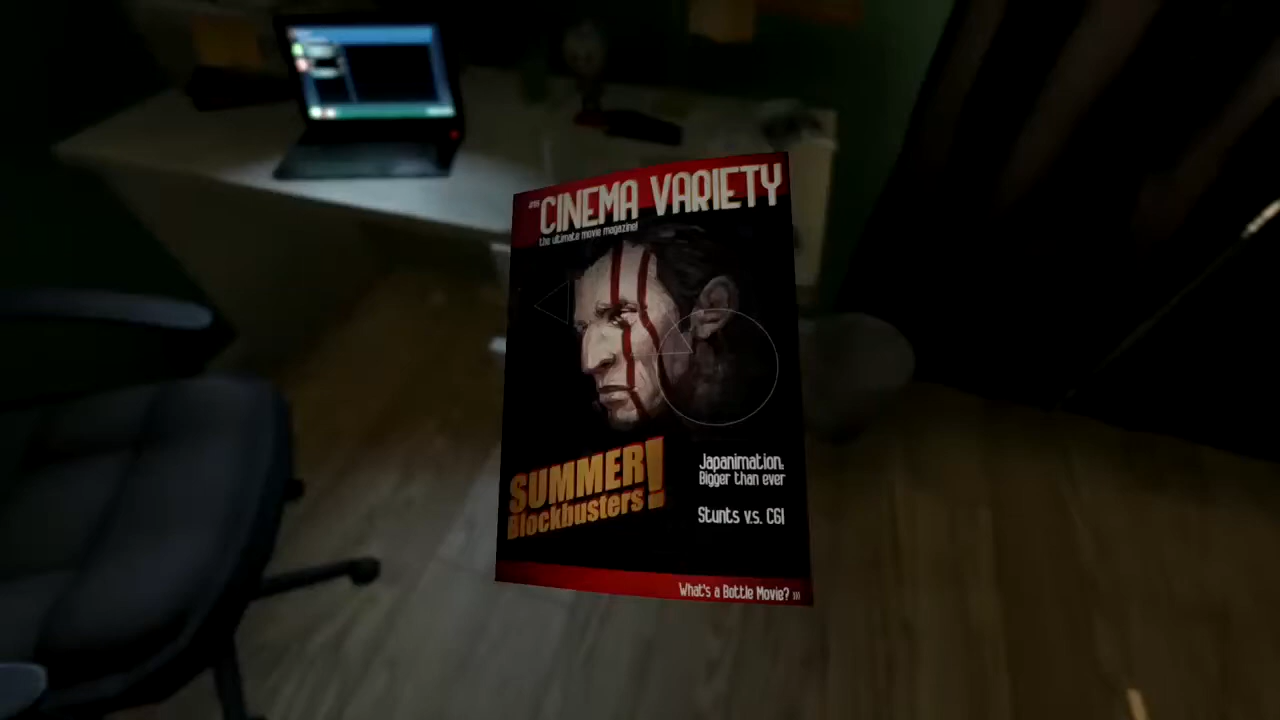 CINEMA VARIETY
the ultimate movie magazine!
SUMMER!
Blockbusters
Japanimation.
Bigger than ever
Stunts v.s. CGI
What's a Bottle Movie?